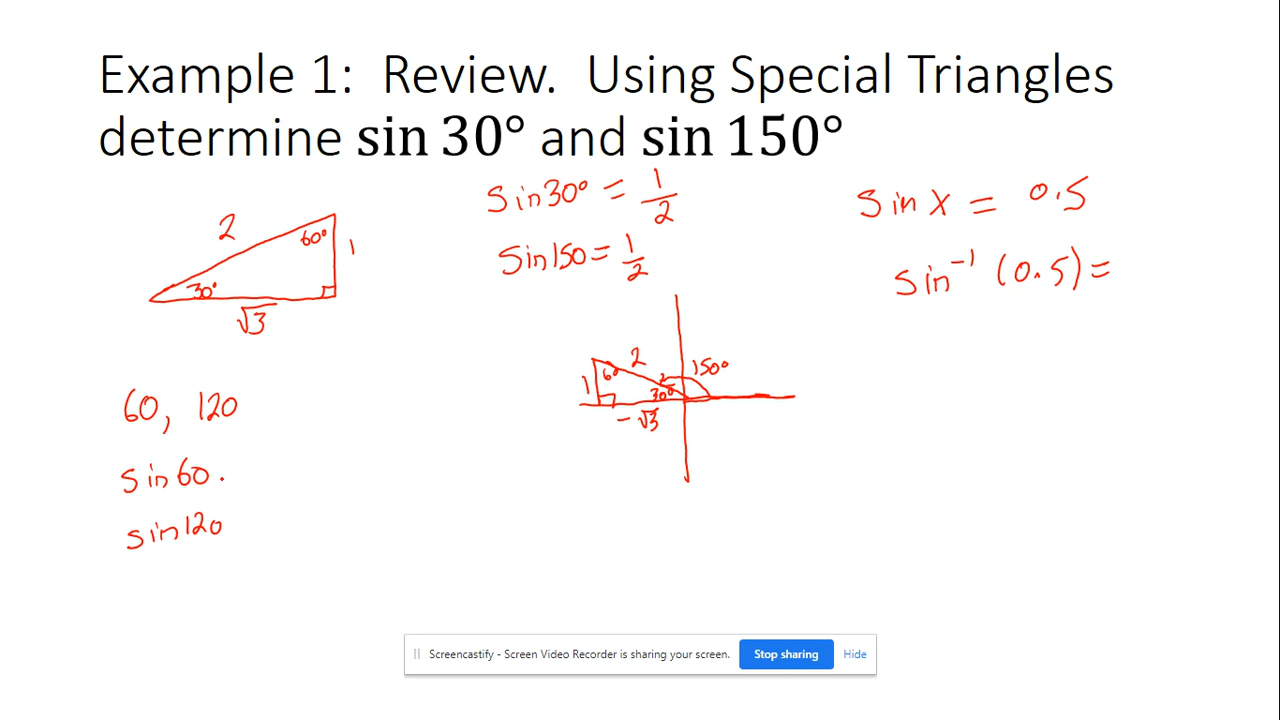 Example 1: Review. Using Special Triangles
determine sin 30° and sin 150°
sin30° = 1/2
sin150 = 1/2
sin x = 0.5
sin⁻¹ (0.5) =
2
60°
1
30°
√3
2
150°
60
1
30°
-√3
60, 120
sin60.
sin120
Screencastify - Screen Video Recorder is sharing your screen.
Stop sharing
Hide